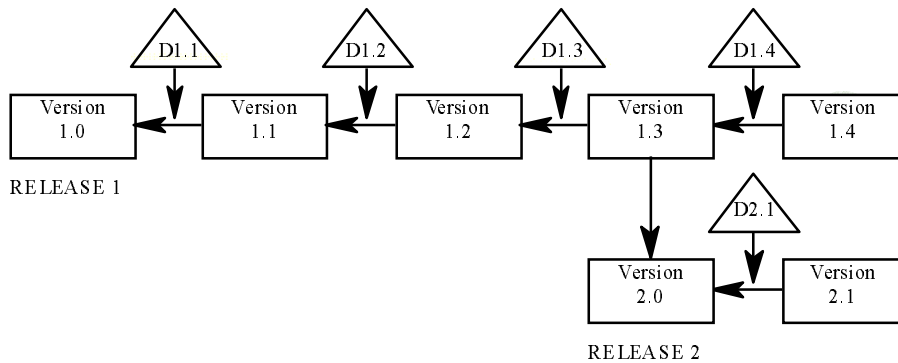 D1.1
D1.2
D1.3
D1.4
Version
1.0
Version
1.1
Version
1.2
Version
1.3
Version
1.4
RELEASE 1
D2.1
Version
2.0
Version
2.1
RELEASE 2